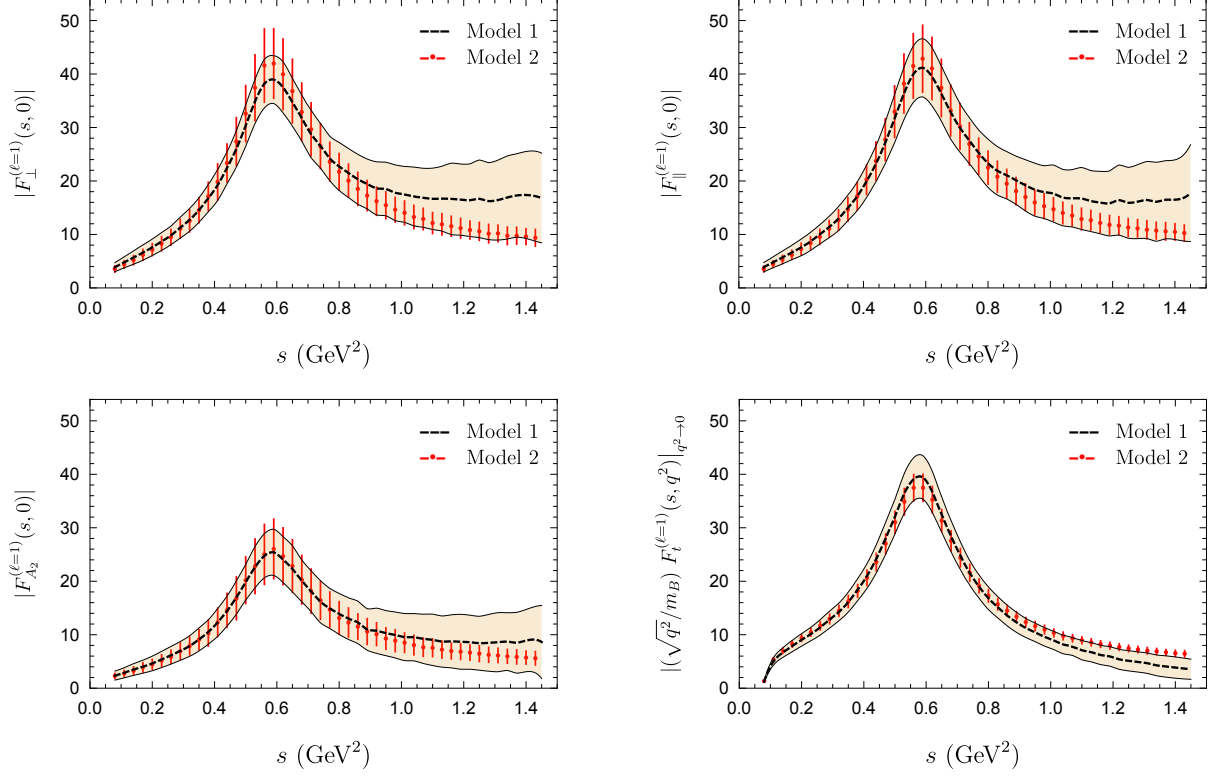 |F_⊥^{(ℓ=1)}(s, 0)|
50
40
30
20
10
0
Model 1
Model 2
0.0 0.2 0.4 0.6 0.8 1.0 1.2 1.4
s (GeV²)
|F_∥^{(ℓ=1)}(s, 0)|
50
40
30
20
10
0
Model 1
Model 2
0.0 0.2 0.4 0.6 0.8 1.0 1.2 1.4
s (GeV²)
|F_{A₂}^{(ℓ=1)}(s, 0)|
50
40
30
20
10
0
Model 1
Model 2
0.0 0.2 0.4 0.6 0.8 1.0 1.2 1.4
s (GeV²)
|(√q²/m_B) F_t^{(ℓ=1)}(s, q²)|_{q²→0}
50
40
30
20
10
0
Model 1
Model 2
0.0 0.2 0.4 0.6 0.8 1.0 1.2 1.4
s (GeV²)